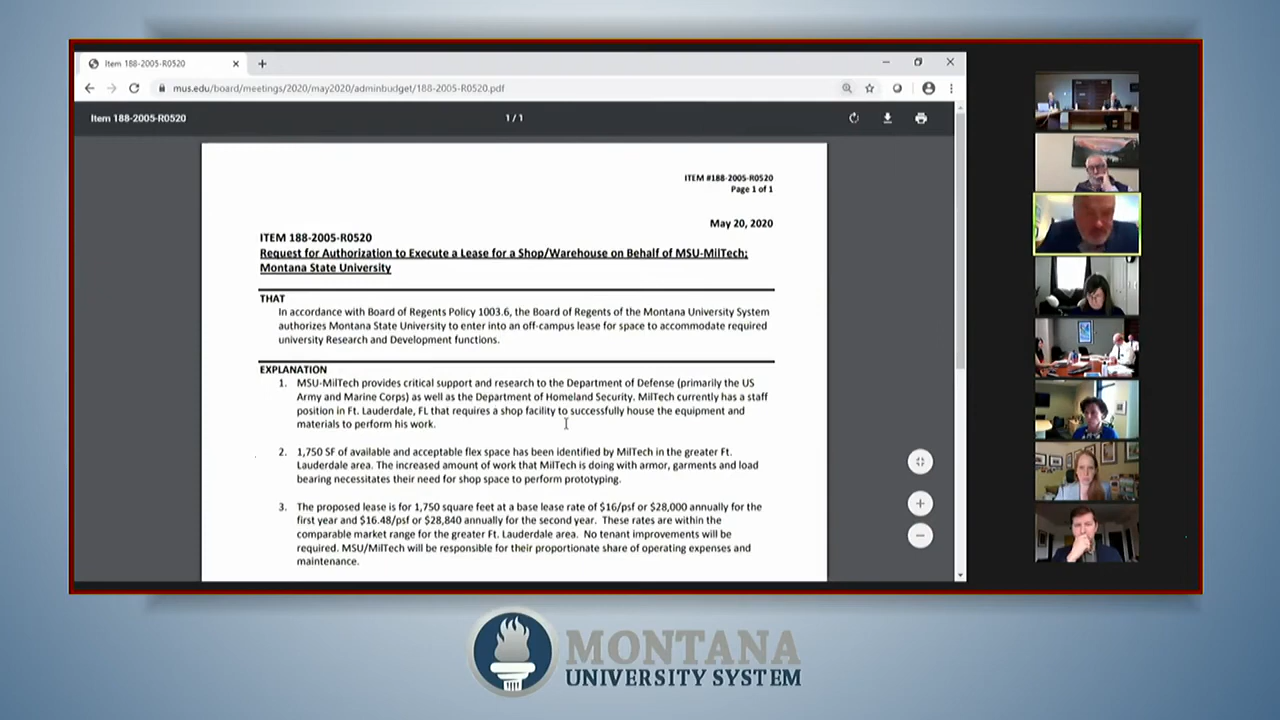 Item 188-2005-R0520
mus.edu/board/meetings/2020/may2020/adminbudget/188-2005-R0520.pdf
Item 188-2005-R0520
1 / 1
ITEM #188-2005-R0520
Page 1 of 1
May 20, 2020
ITEM 188-2005-R0520
Request for Authorization to Execute a Lease for a Shop/Warehouse on Behalf of MSU-MilTech;
Montana State University
THAT
In accordance with Board of Regents Policy 1003.6, the Board of Regents of the Montana University System
authorizes Montana State University to enter into an off-campus lease for space to accommodate required
university Research and Development functions.
EXPLANATION
1. MSU-MilTech provides critical support and research to the Department of Defense (primarily the US
Army and Marine Corps) as well as the Department of Homeland Security. MilTech currently has a staff
position in Ft. Lauderdale, FL that requires a shop facility to successfully house the equipment and
materials to perform his work.
2. 1,750 SF of available and acceptable flex space has been identified by MilTech in the greater Ft.
Lauderdale area. The increased amount of work that MilTech is doing with armor, garments and load
bearing necessitates their need for shop space to perform prototyping.
3. The proposed lease is for 1,750 square feet at a base lease rate of $16/psf or $28,000 annually for the
first year and $16.48/psf or $28,840 annually for the second year. These rates are within the
comparable market range for the greater Ft. Lauderdale area. No tenant improvements will be
required. MSU/MilTech will be responsible for their proportionate share of operating expenses and
maintenance.
MONTANA
UNIVERSITY SYSTEM